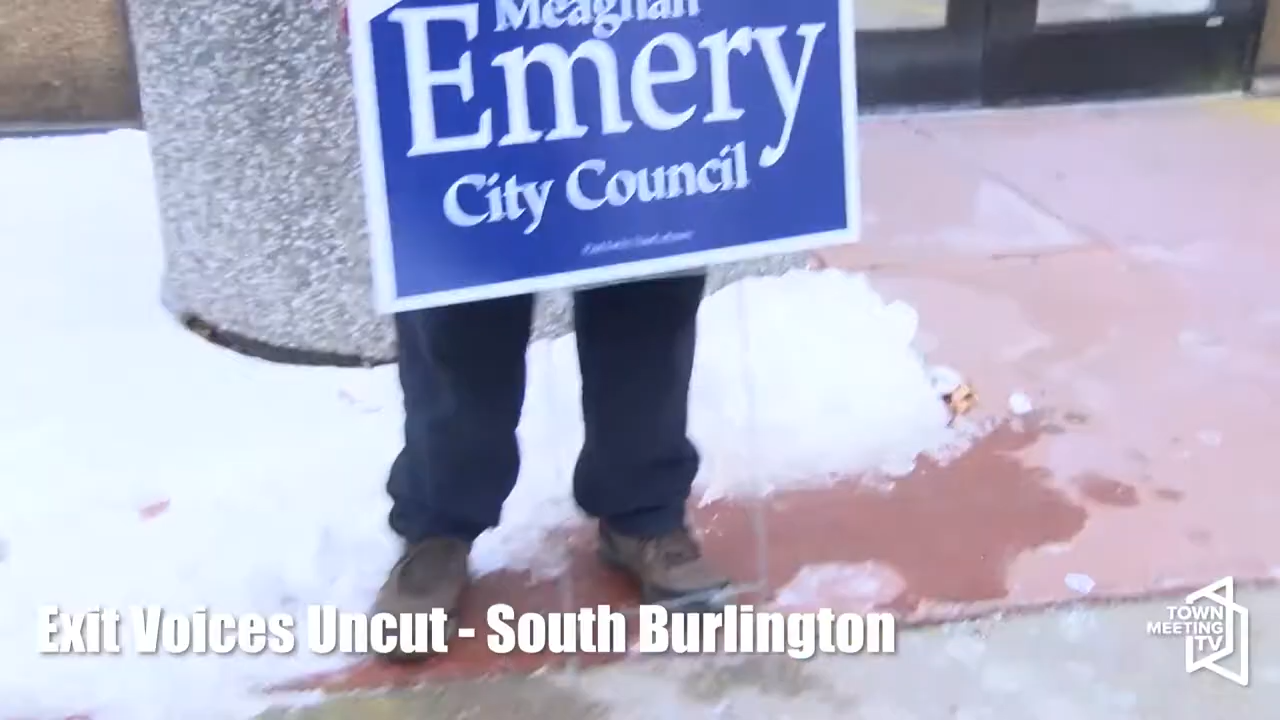 Meaghan
Emery
City Council
Exit Voices Uncut - South Burlington
TOWN
MEETING
TV